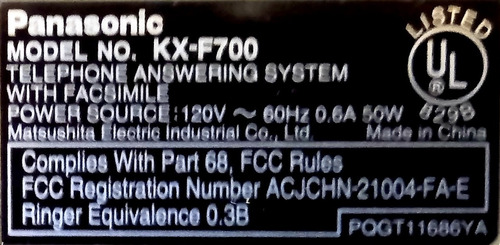 Panasonic
MODEL NO. KX-F700
TELEPHONE ANSWERING SYSTEM
WITH FACSIMILE
POWER SOURCE: 120V ~ 60Hz 0.6A 50W
Matsushita Electric Industrial Co., Ltd. Made in China
LISTED
UL
®
829B
Complies With Part 68, FCC Rules
FCC Registration Number ACJCHN-21004-FA-E
Ringer Equivalence 0.3B
PQGT11686YA